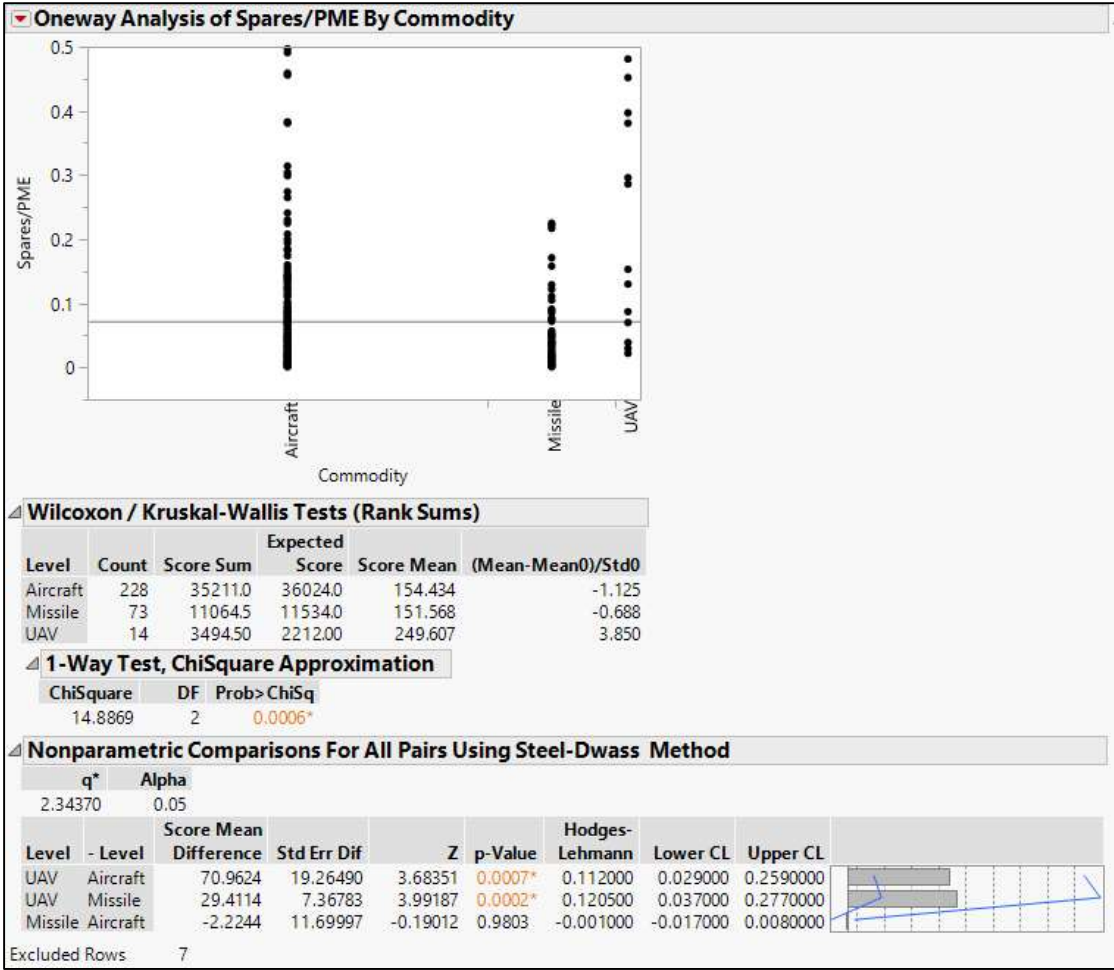 Oneway Analysis of Spares/PME By Commodity
0.5
0.4
0.3
0.2
0.1
0
Spares/PME
Aircraft
Missile
UAV
Commodity
Wilcoxon / Kruskal-Wallis Tests (Rank Sums)
Expected
Level Count Score Sum Score Score Mean (Mean-Mean0)/Std0
Aircraft 228 35211.0 36024.0 154.434 -1.125
Missile 73 11064.5 11534.0 151.568 -0.688
UAV 14 3494.50 2212.00 249.607 3.850
1-Way Test, ChiSquare Approximation
ChiSquare DF Prob>ChiSq
14.8869 2 0.0006*
Nonparametric Comparisons For All Pairs Using Steel-Dwass Method
q* Alpha
2.34370 0.05
Score Mean Hodges-
Level - Level Difference Std Err Dif Z p-Value Lehmann Lower CL Upper CL
UAV Aircraft 70.9624 19.26490 3.68351 0.0007* 0.112000 0.029000 0.2590000
UAV Missile 29.4114 7.36783 3.99187 0.0002* 0.120500 0.037000 0.2770000
Missile Aircraft -2.2244 11.69997 -0.19012 0.9803 -0.001000 -0.017000 0.0080000
Excluded Rows 7